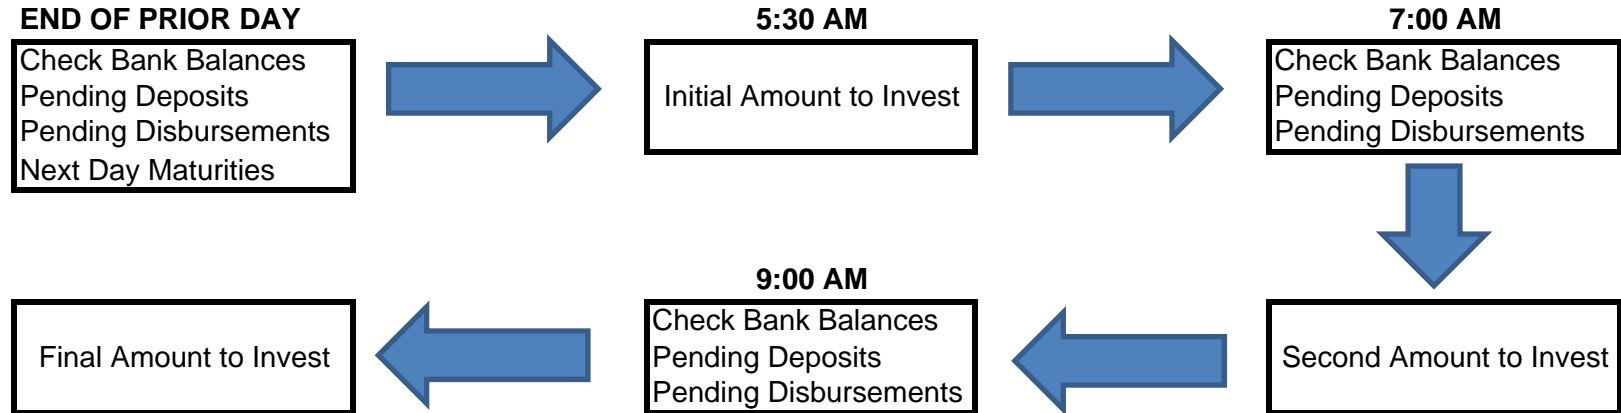 END OF PRIOR DAY
Check Bank Balances
Pending Deposits
Pending Disbursements
Next Day Maturities
5:30 AM
Initial Amount to Invest
7:00 AM
Check Bank Balances
Pending Deposits
Pending Disbursements
Second Amount to Invest
9:00 AM
Check Bank Balances
Pending Deposits
Pending Disbursements
Final Amount to Invest